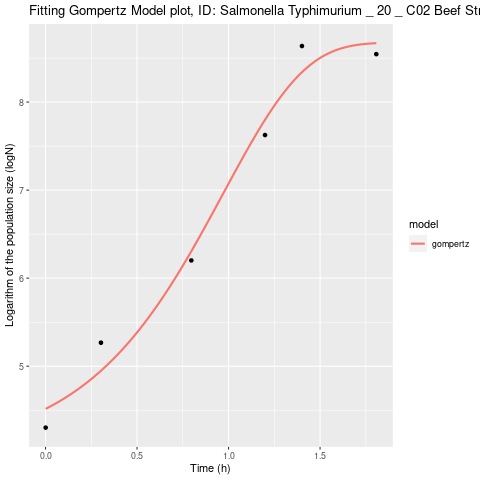 Fitting Gompertz Model plot, ID: Salmonella Typhimurium _ 20 _ C02 Beef Str
Logarithm of the population size (logN)
8
7
6
5
0.0 0.5 1.0 1.5
Time (h)
model
gompertz